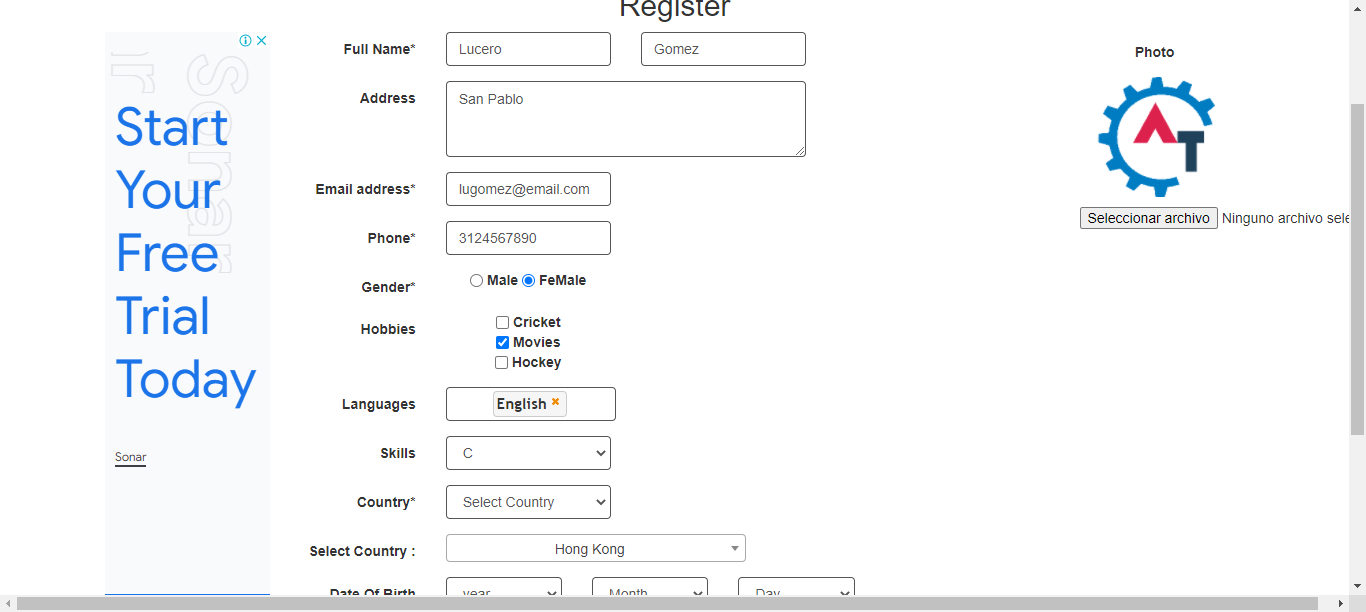 Register
Full Name* Lucero Gomez
Photo
Address San Pablo
Email address* lugomez@email.com
Phone* 3124567890
Seleccionar archivo Ninguno archivo sele
Gender* Male FeMale
Hobbies Cricket
Movies
Hockey
Languages English
Skills C
Country* Select Country
Select Country : Hong Kong
Date Of Birth year Month Day
Sonar
Start
Your
Free
Trial
Today
Sonar
AT